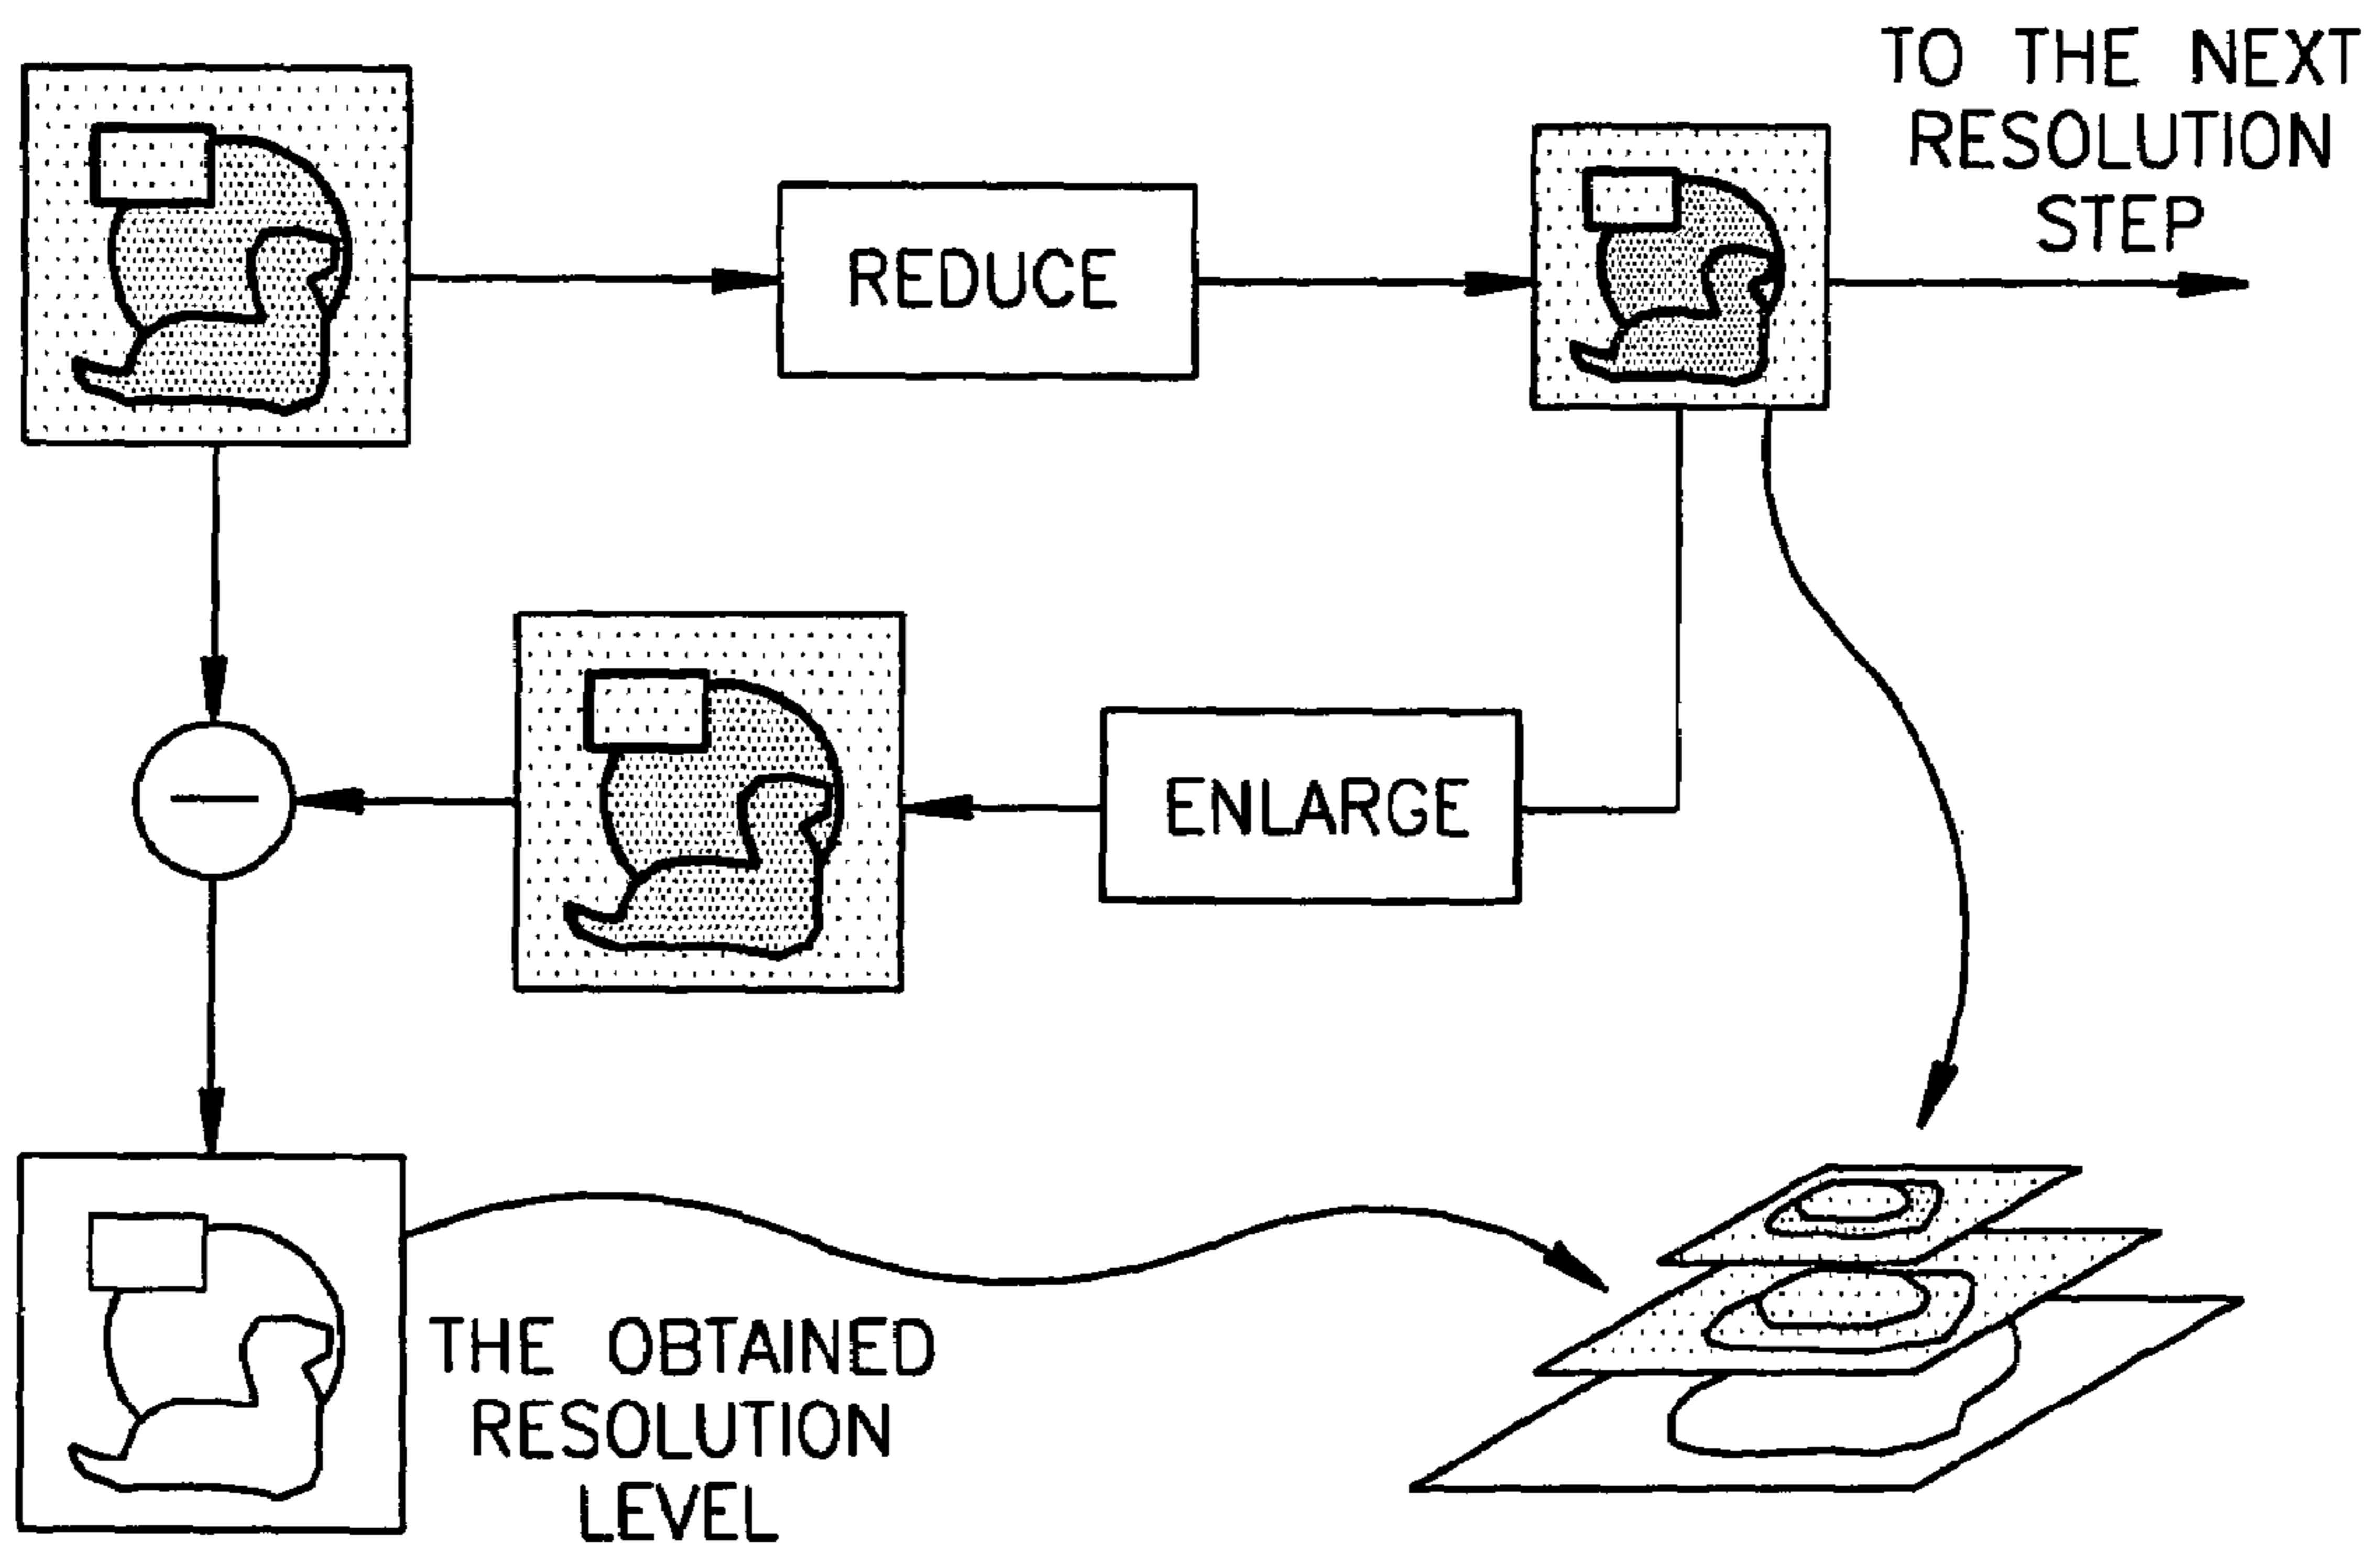 TO THE NEXT
RESOLUTION
STEP
REDUCE
ENLARGE
THE OBTAINED
RESOLUTION
LEVEL